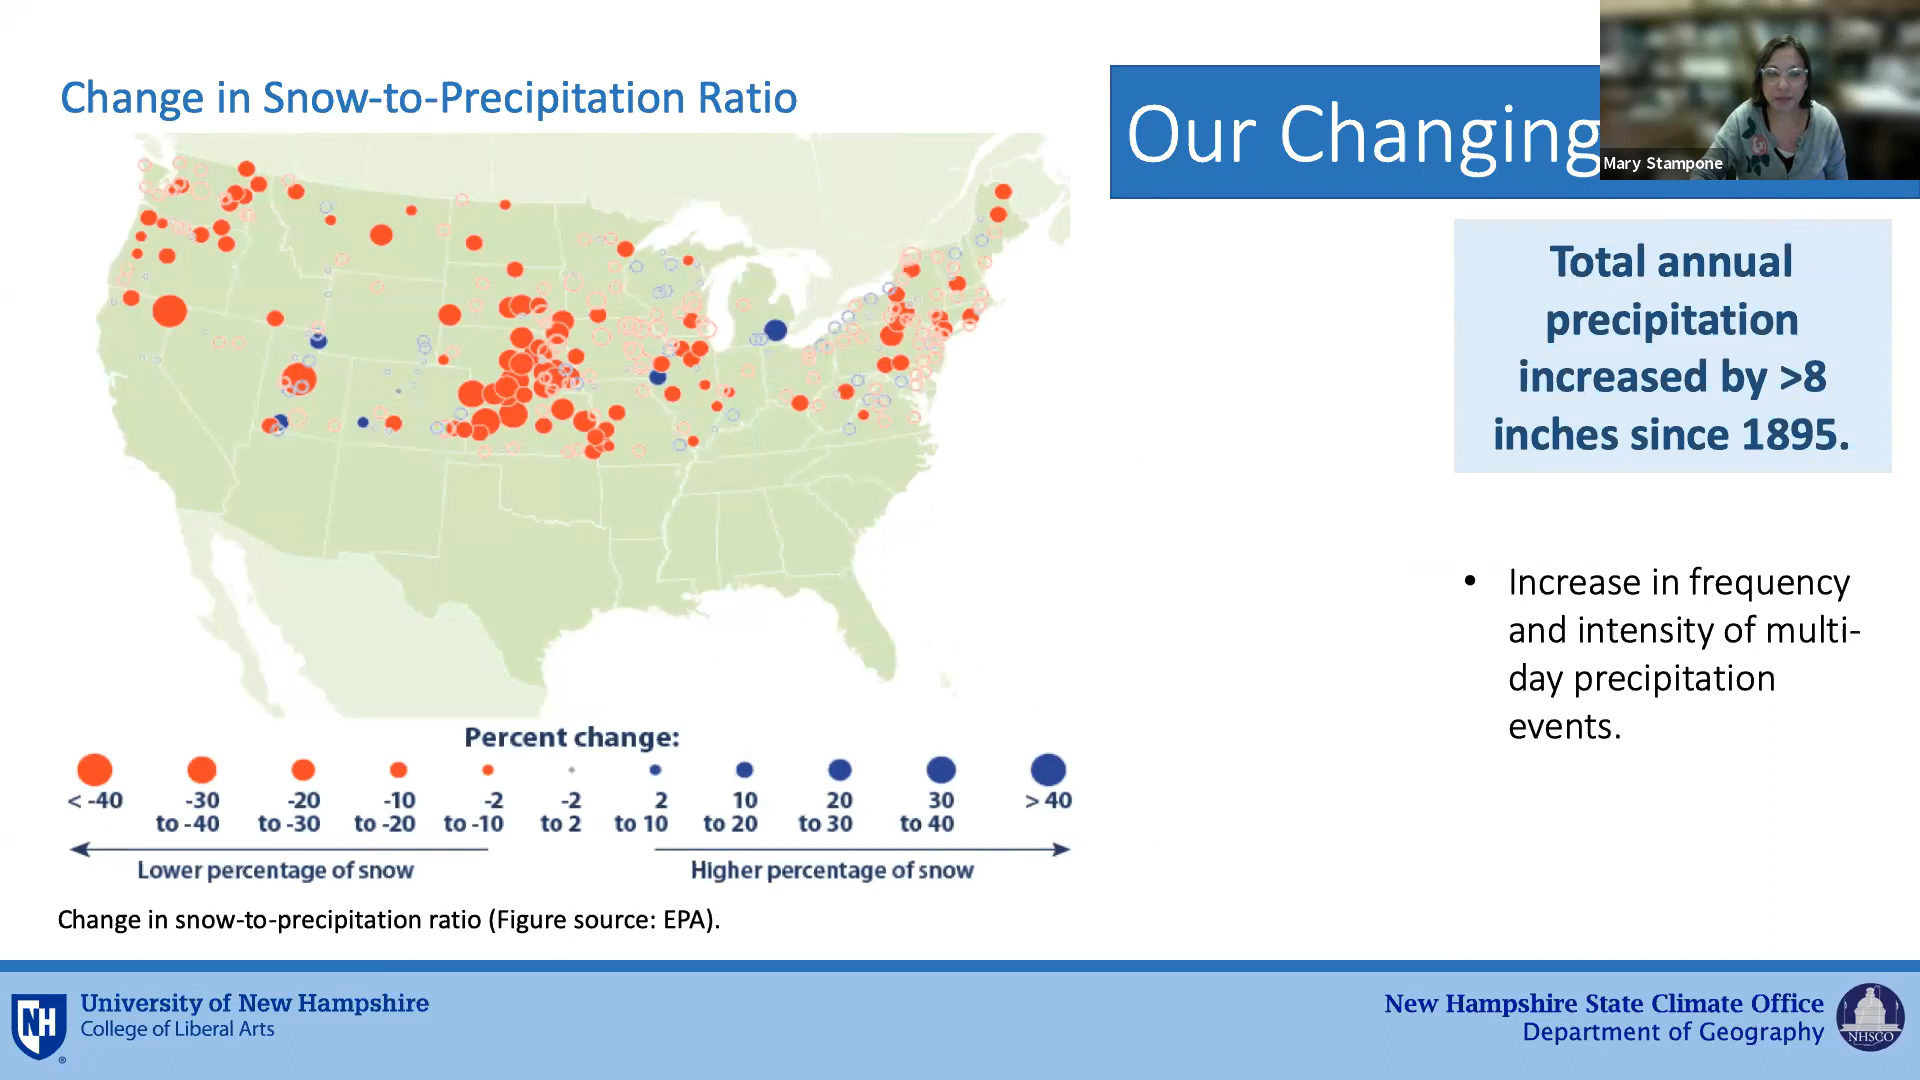 Change in Snow-to-Precipitation Ratio
Our Changing
Mary Stampone
Total annual
precipitation
increased by >8
inches since 1895.
• Increase in frequency
and intensity of multi-
day precipitation
events.
Percent change:
< -40
-30 to -40
-20 to -30
-10 to -20
-2 to -10
-2 to 2
2 to 10
10 to 20
20 to 30
30 to 40
> 40
Lower percentage of snow
Higher percentage of snow
Change in snow-to-precipitation ratio (Figure source: EPA).
NH
University of New Hampshire
College of Liberal Arts
®
New Hampshire State Climate Office
Department of Geography
NHSCO